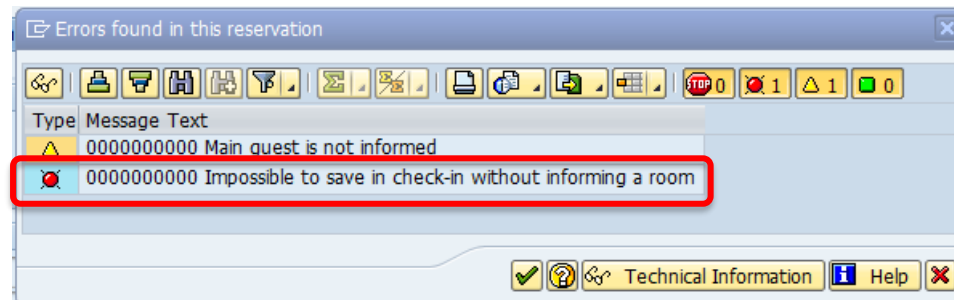 Errors found in this reservation
STOP 0 1 1 0
Type Message Text
0000000000 Main guest is not informed
0000000000 Impossible to save in check-in without informing a room
Technical Information Help